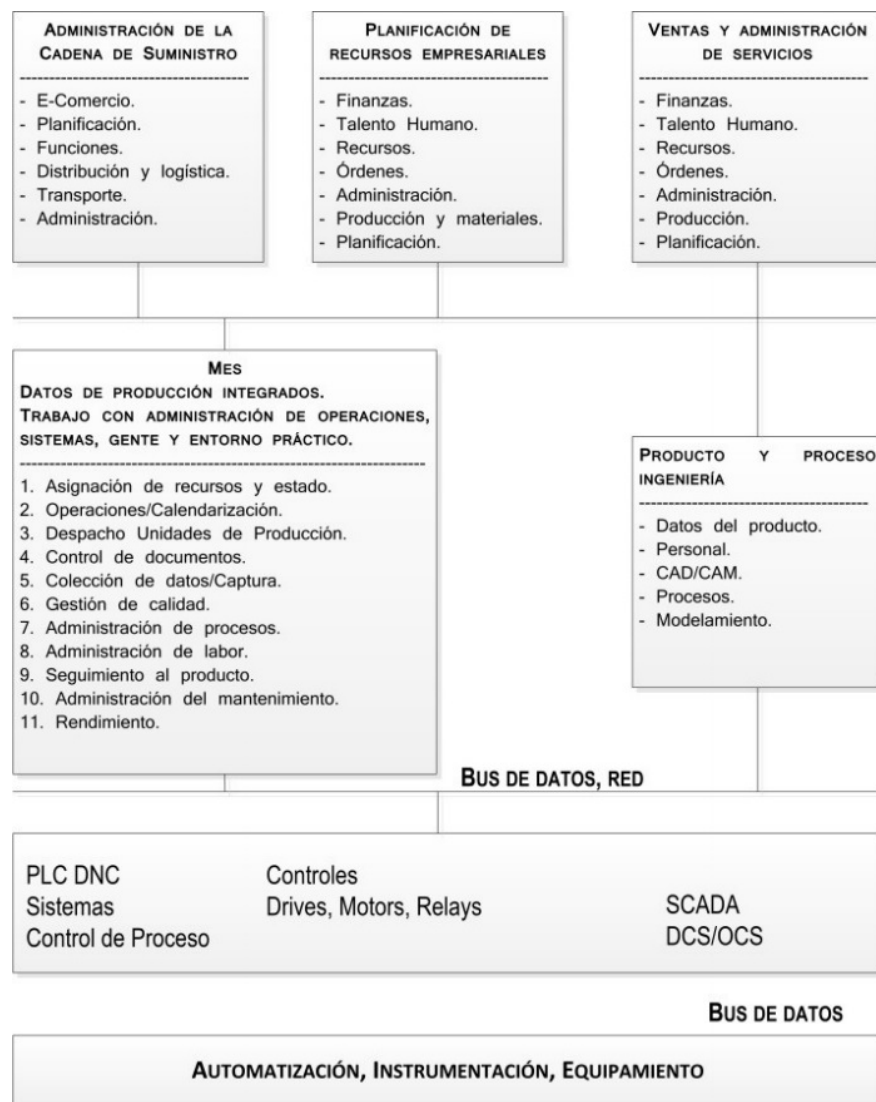 ADMINISTRACIÓN DE LA
CADENA DE SUMINISTRO
- E-Comercio.
- Planificación.
- Funciones.
- Distribución y logística.
- Transporte.
- Administración.
PLANIFICACIÓN DE
RECURSOS EMPRESARIALES
- Finanzas.
- Talento Humano.
- Recursos.
- Órdenes.
- Administración.
- Producción y materiales.
- Planificación.
VENTAS Y ADMINISTRACIÓN
DE SERVICIOS
- Finanzas.
- Talento Humano.
- Recursos.
- Órdenes.
- Administración.
- Producción.
- Planificación.
MES
DATOS DE PRODUCCIÓN INTEGRADOS.
TRABAJO CON ADMINISTRACIÓN DE OPERACIONES,
SISTEMAS, GENTE Y ENTORNO PRÁCTICO.
1. Asignación de recursos y estado.
2. Operaciones/Calendarización.
3. Despacho Unidades de Producción.
4. Control de documentos.
5. Colección de datos/Captura.
6. Gestión de calidad.
7. Administración de procesos.
8. Administración de labor.
9. Seguimiento al producto.
10. Administración del mantenimiento.
11. Rendimiento.
PRODUCTO Y PROCESO
INGENIERÍA
- Datos del producto.
- Personal.
- CAD/CAM.
- Procesos.
- Modelamiento.
BUS DE DATOS, RED
PLC DNC
Sistemas
Control de Proceso
Controles
Drives, Motors, Relays
SCADA
DCS/OCS
BUS DE DATOS
AUTOMATIZACIÓN, INSTRUMENTACIÓN, EQUIPAMIENTO